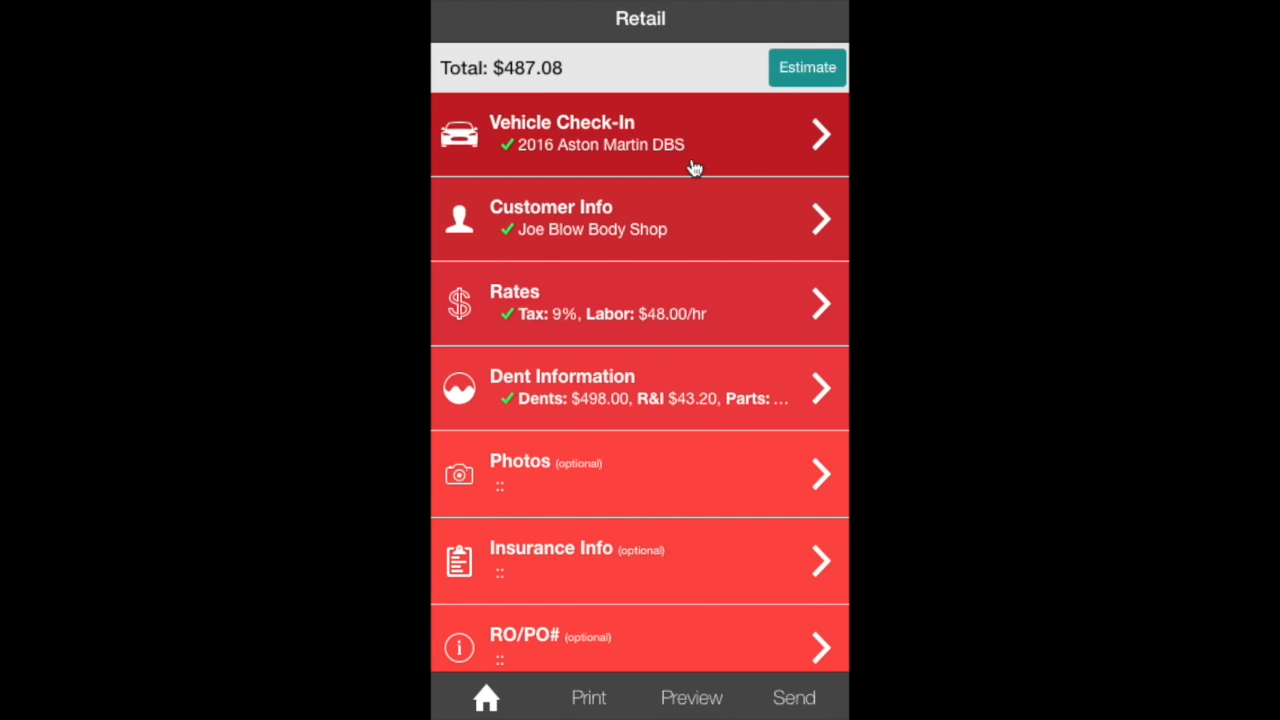 Retail
Total: $487.08
Estimate
Vehicle Check-In
2016 Aston Martin DBS
Customer Info
Joe Blow Body Shop
Rates
Tax: 9%, Labor: $48.00/hr
Dent Information
Dents: $498.00, R&I $43.20, Parts: ...
Photos (optional)
::
Insurance Info (optional)
::
RO/PO# (optional)
::
Print Preview Send